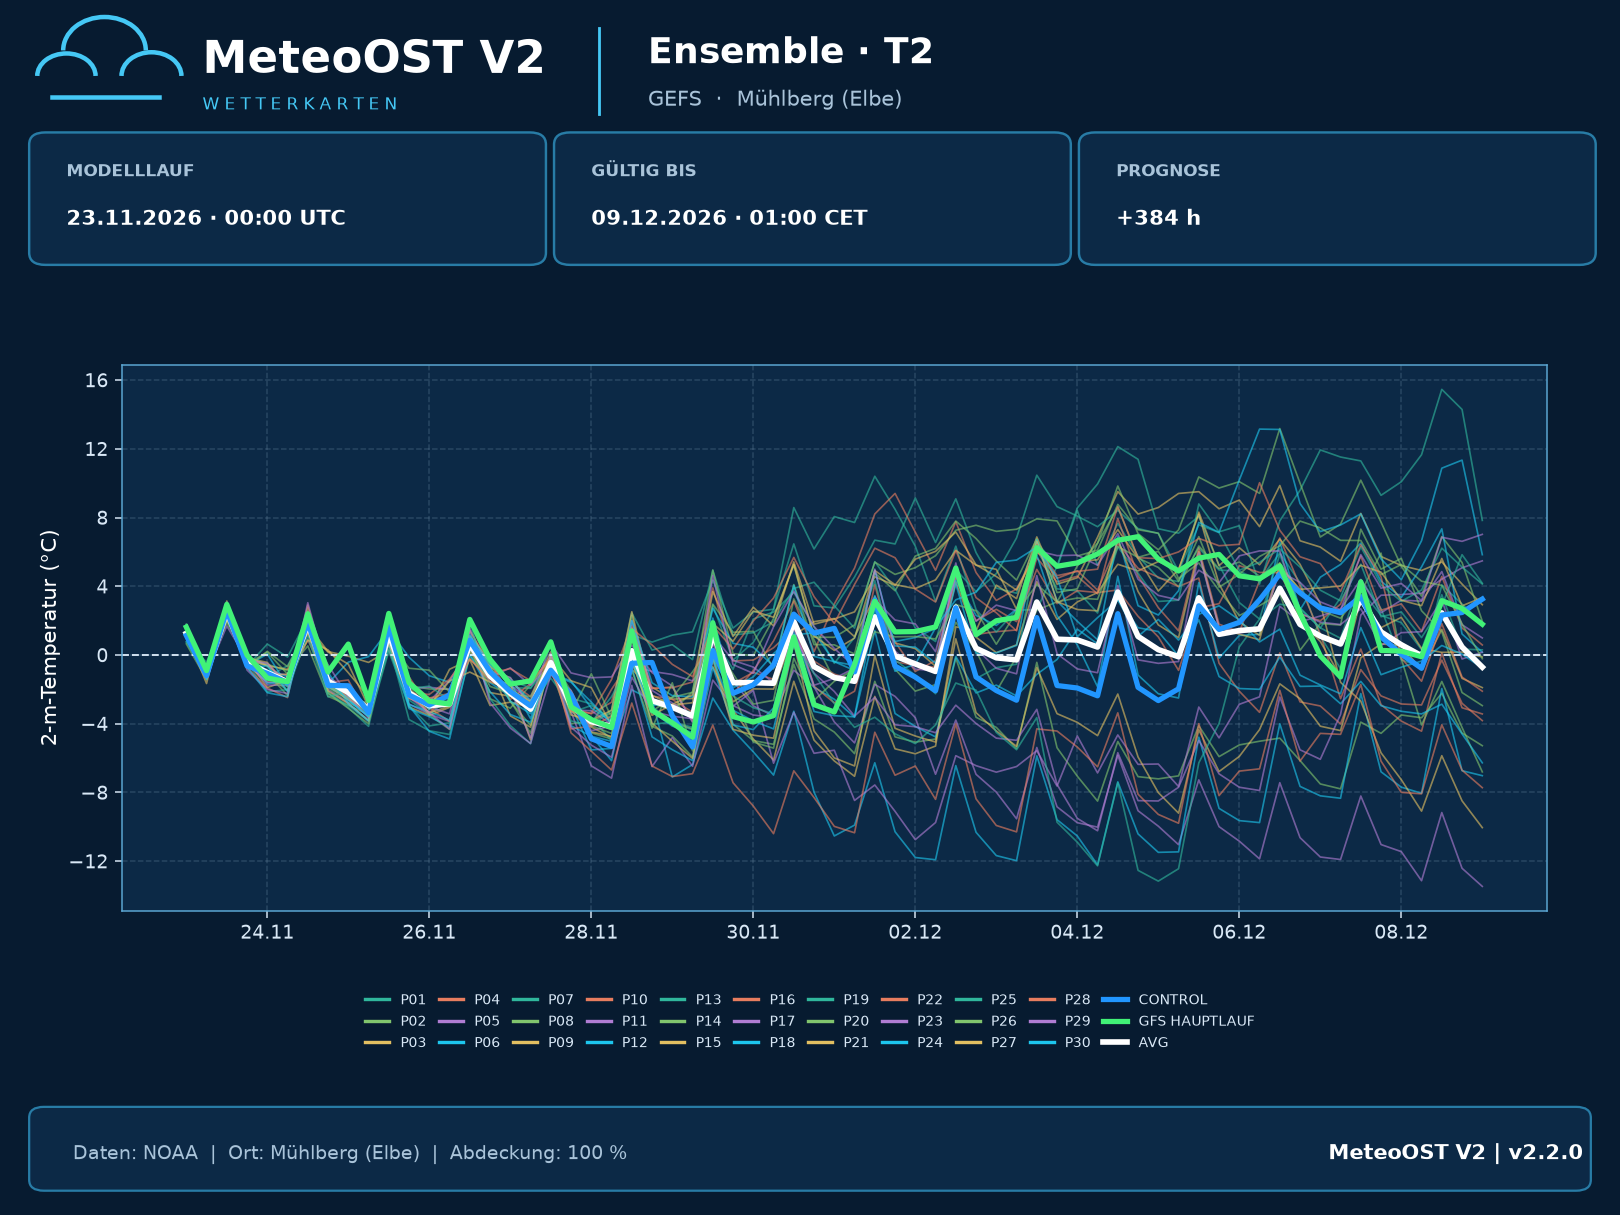 MeteoOST V2
WETTERKARTEN
Ensemble · T2
GEFS · Mühlberg (Elbe)
MODELLLAUF
23.11.2026 · 00:00 UTC
GÜLTIG BIS
09.12.2026 · 01:00 CET
PROGNOSE
+384 h
2-m-Temperatur (°C)
16
12
8
4
0
−4
−8
−12
24.11 26.11 28.11 30.11 02.12 04.12 06.12 08.12
P01 P04 P07 P10 P13 P16 P19 P22 P25 P28 CONTROL
P02 P05 P08 P11 P14 P17 P20 P23 P26 P29 GFS HAUPTLAUF
P03 P06 P09 P12 P15 P18 P21 P24 P27 P30 AVG
Daten: NOAA | Ort: Mühlberg (Elbe) | Abdeckung: 100 %
MeteoOST V2 | v2.2.0